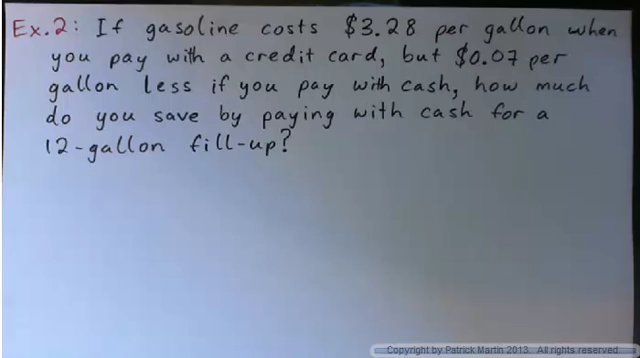 Ex.2: If gasoline costs $3.28 per gallon when
you pay with a credit card, but $0.07 per
gallon less if you pay with cash, how much
do you save by paying with cash for a
12-gallon fill-up?
Copyright by Patrick Martin 2013. All rights reserved.